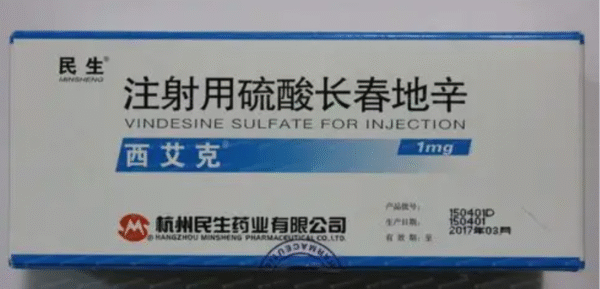 民生®
MINSHENG
注射用硫酸长春地辛
VINDESINE SULFATE FOR INJECTION
西艾克®
1mg
杭州民生药业有限公司
HANGZHOU MINSHENG PHARMACEUTICAL CO.LTD.
产品批号: 150401D
生产日期: 150401
有效期: 至 2017年03月